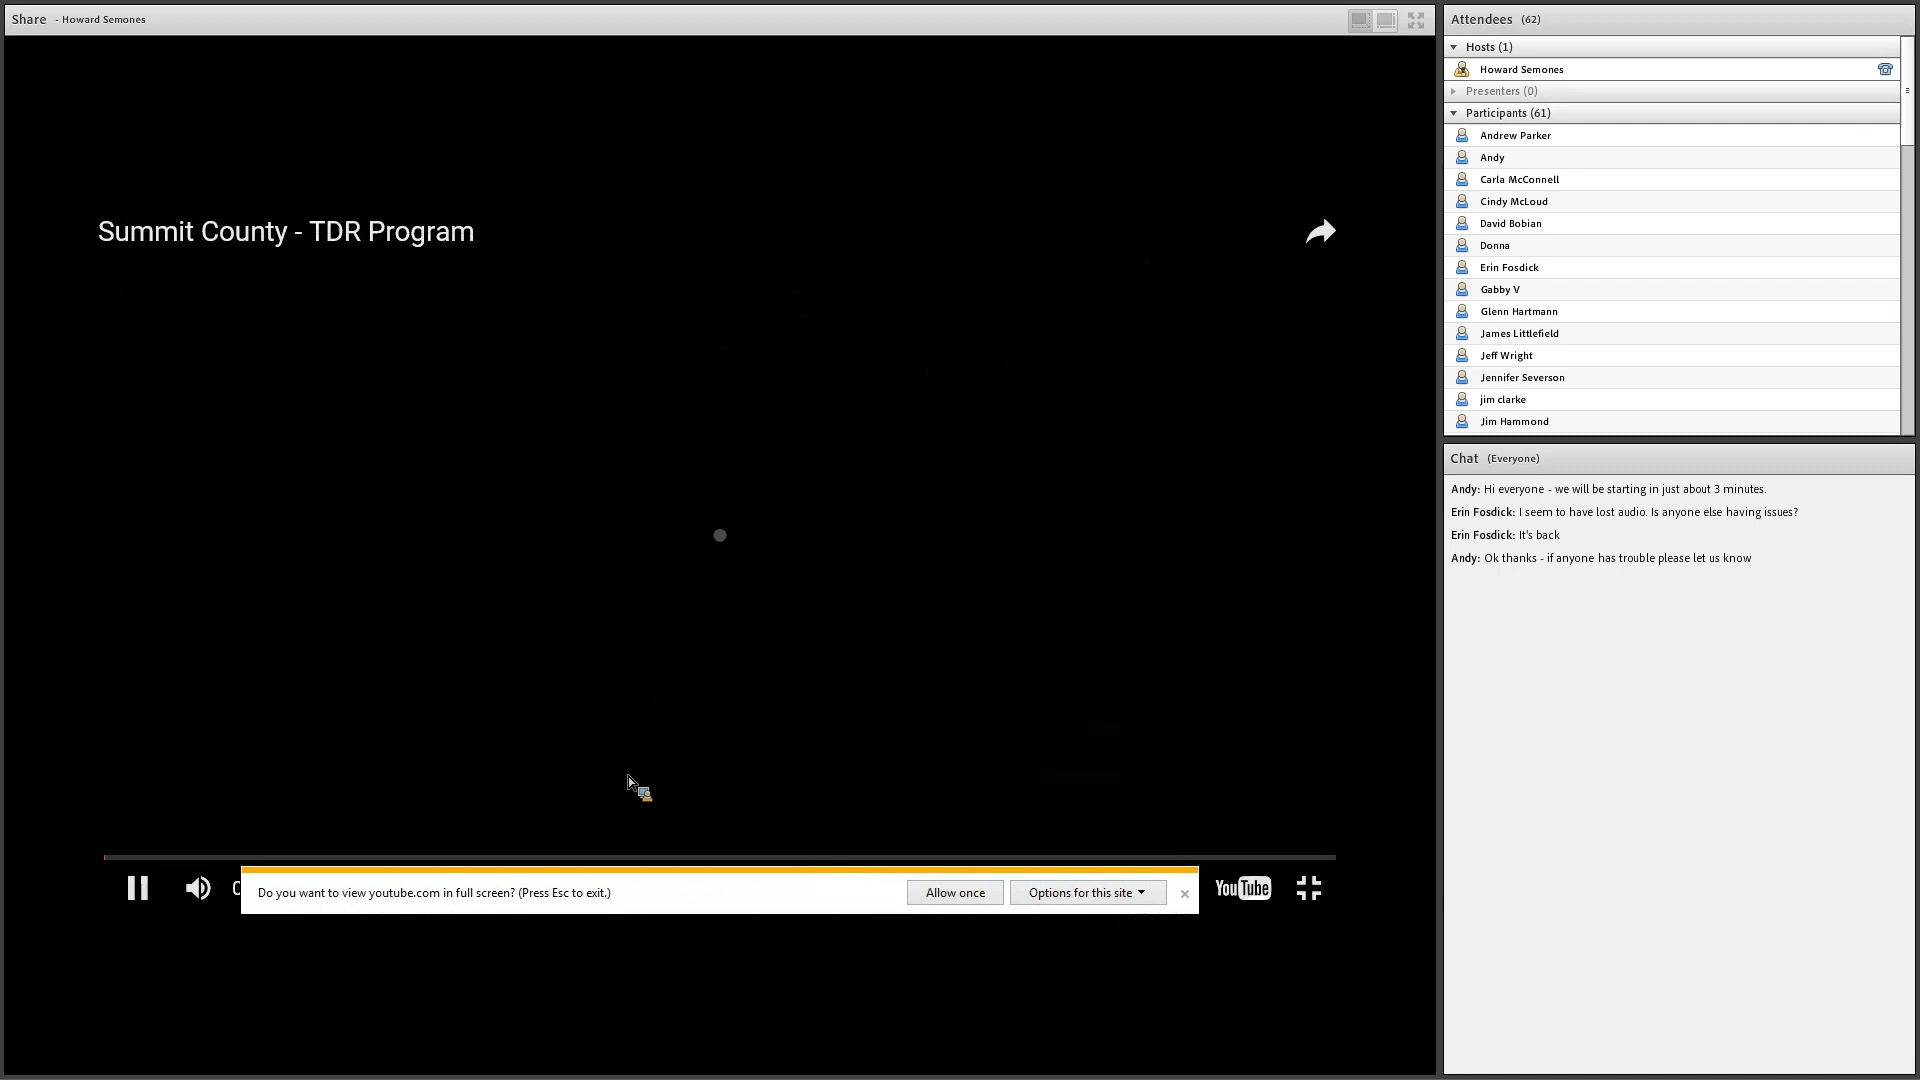 Share - Howard Semones
Summit County - TDR Program
Do you want to view youtube.com in full screen? (Press Esc to exit.)
Allow once
Options for this site
YouTube
Attendees (62)
Hosts (1)
Howard Semones
Presenters (0)
Participants (61)
Andrew Parker
Andy
Carla McConnell
Cindy McLoud
David Bobian
Donna
Erin Fosdick
Gabby V
Glenn Hartmann
James Littlefield
Jeff Wright
Jennifer Severson
jim clarke
Jim Hammond
Chat (Everyone)
Andy: Hi everyone - we will be starting in just about 3 minutes.
Erin Fosdick: I seem to have lost audio. Is anyone else having issues?
Erin Fosdick: It's back
Andy: Ok thanks - if anyone has trouble please let us know